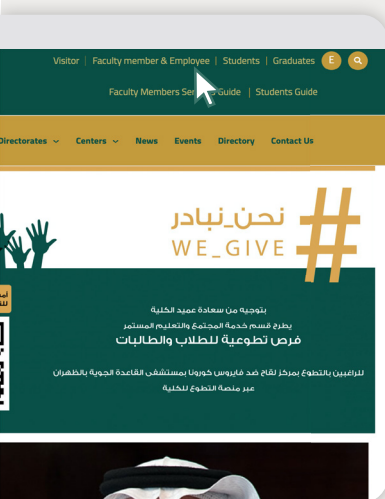 Visitor | Faculty member & Employee | Students | Graduates E
Faculty Members Guide | Students Guide
Directorates Centers News Events Directory Contact Us
نحن_نبادر
WE_GIVE
#
بتوجيه من سعادة عميد الكلية
يطرح قسم خدمة المجتمع والتعليم المستمر
فرص تطوعية للطلاب والطالبات
للراغبين بالتطوع بمركز لقاح ضد فايروس كورونا بمستشفى القاعدة الجوية بالظهران
عبر منصة التطوع للكلية